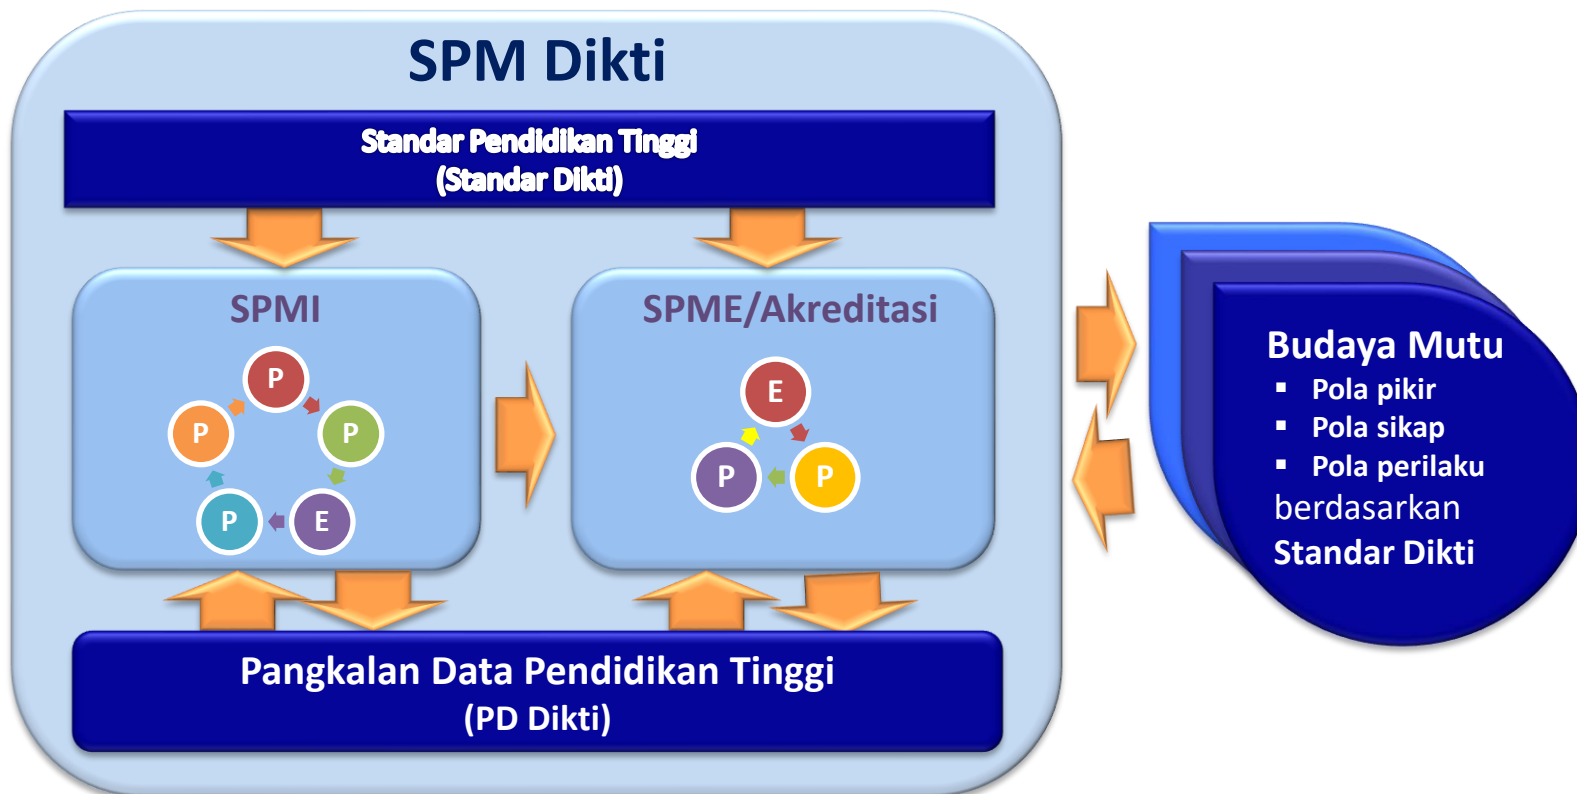 SPM Dikti
Standar Pendidikan Tinggi
(Standar Dikti)
SPMI
P
P
E
P
P
SPME/Akreditasi
E
P
P
Budaya Mutu
▪ Pola pikir
▪ Pola sikap
▪ Pola perilaku
berdasarkan
Standar Dikti
Pangkalan Data Pendidikan Tinggi
(PD Dikti)